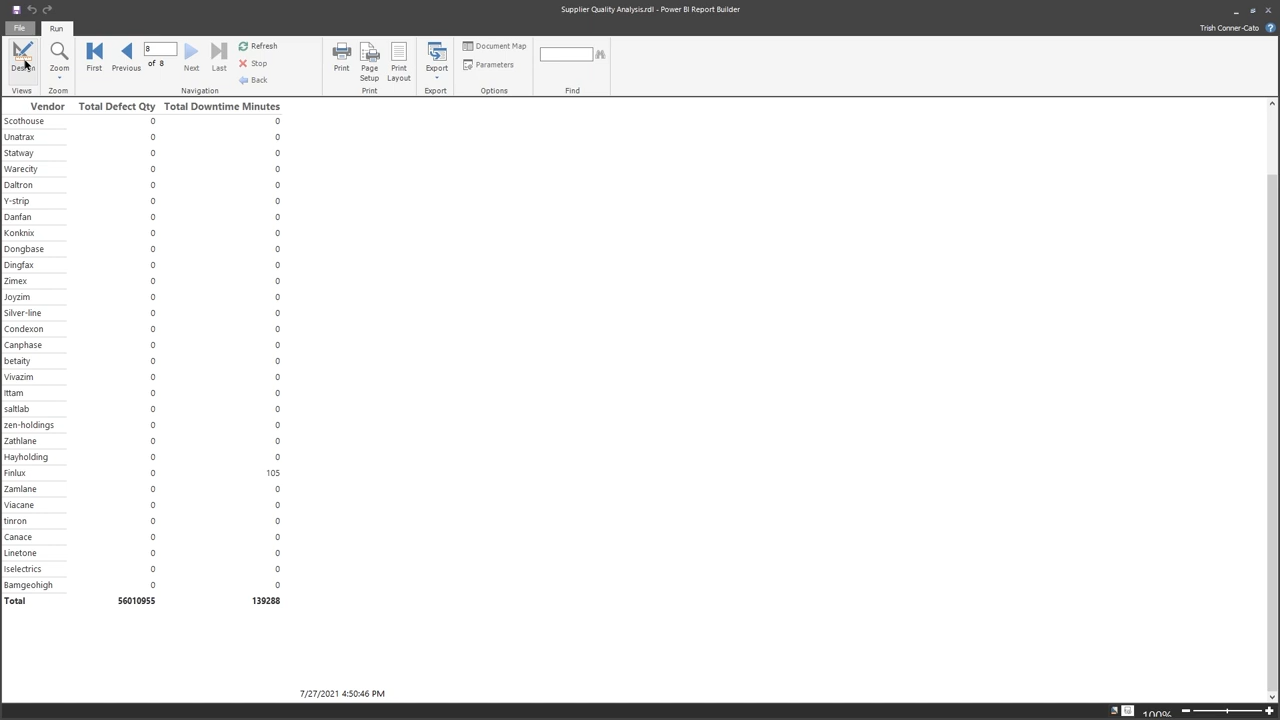 Supplier Quality Analysis.rdl - Power BI Report Builder
File Run Trish Conner-Cato
Design Zoom First Previous 8 of 8 Next Last Refresh Stop Back Print Page Setup Print Layout Export Document Map Parameters
Views Zoom Navigation Print Export Options Find
Vendor Total Defect Qty Total Downtime Minutes
Scothouse 0 0
Unatrax 0 0
Statway 0 0
Warecity 0 0
Daltron 0 0
Y-strip 0 0
Danfan 0 0
Konknix 0 0
Dongbase 0 0
Dingfax 0 0
Zimex 0 0
Joyzim 0 0
Silver-line 0 0
Condexon 0 0
Canphase 0 0
betaity 0 0
Vivazim 0 0
Ittam 0 0
saltlab 0 0
zen-holdings 0 0
Zathlane 0 0
Hayholding 0 0
Finlux 0 105
Zamlane 0 0
Viacane 0 0
tinron 0 0
Canace 0 0
Linetone 0 0
Iselectrics 0 0
Bamgeohigh 0 0
Total 56010955 139288
7/27/2021 4:50:46 PM
100%